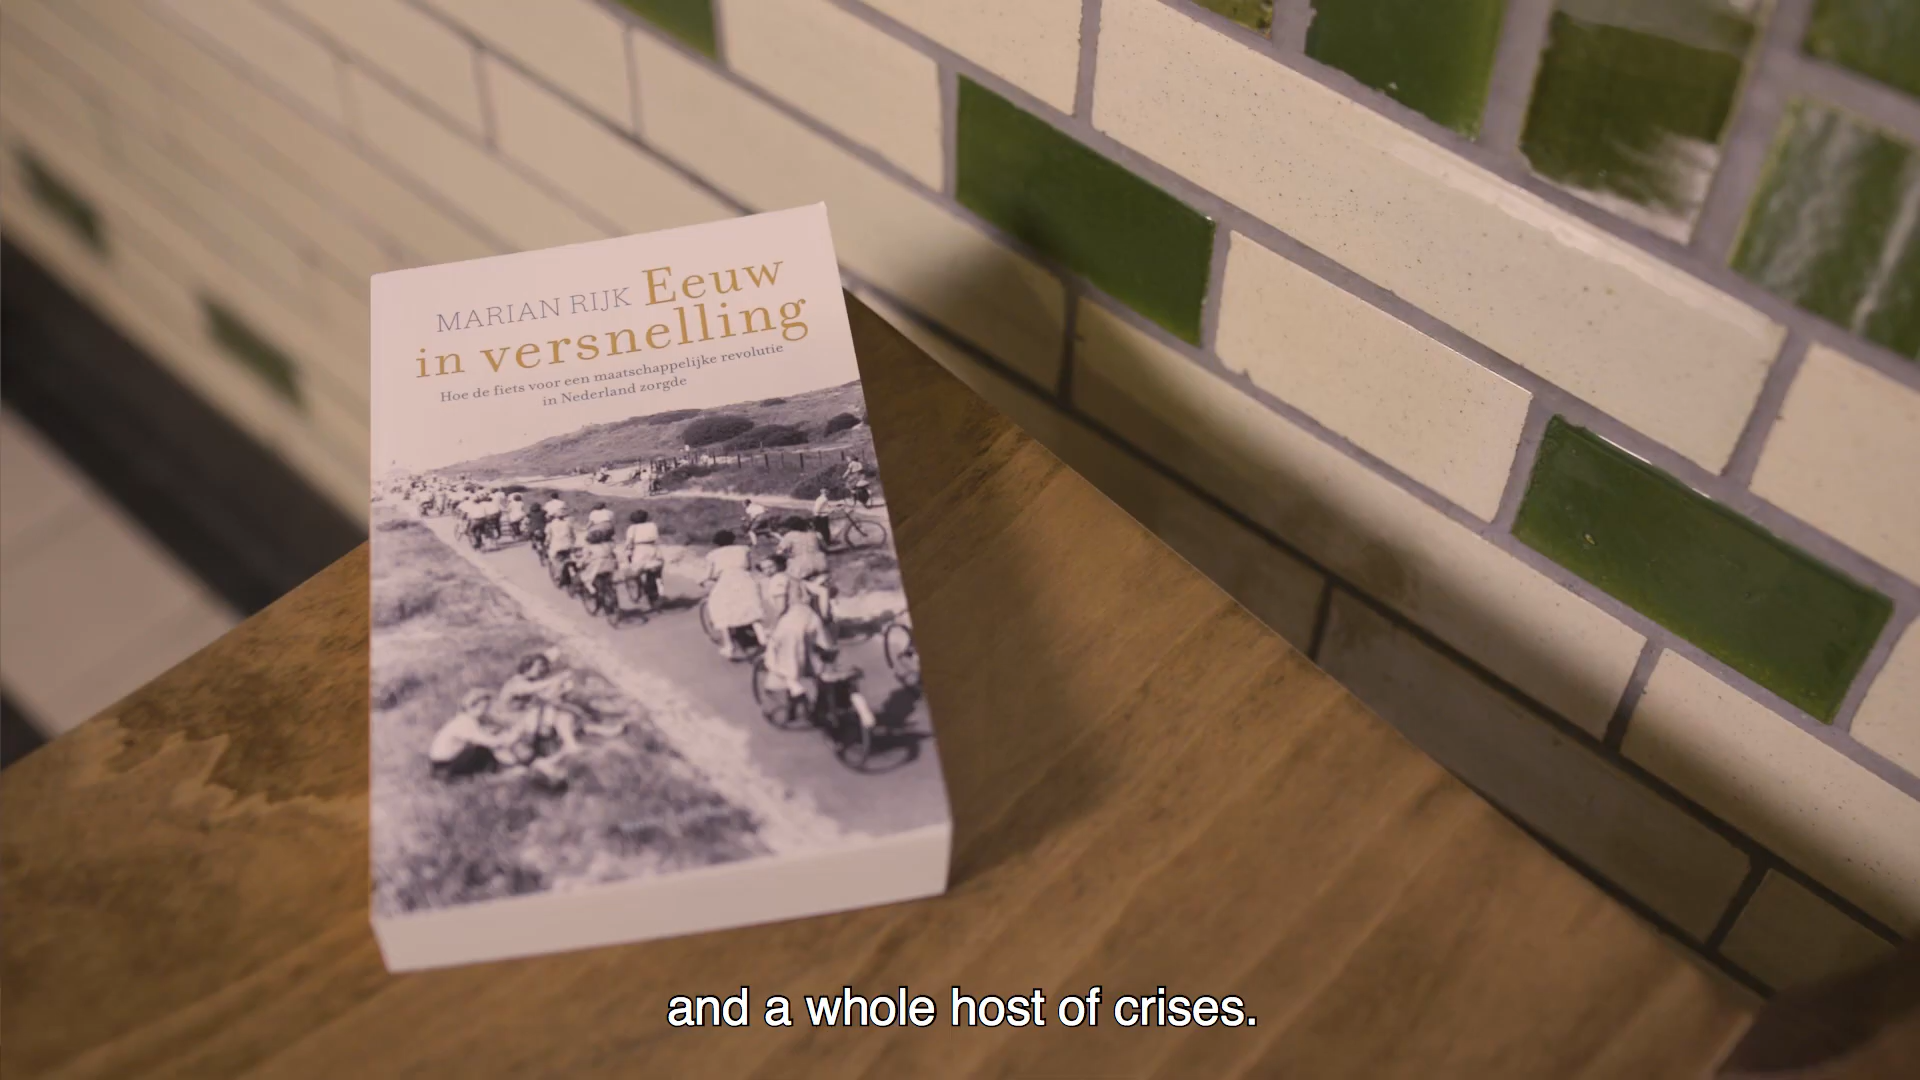 MARIAN RIJK Eeuw
in versnelling
Hoe de fiets voor een maatschappelijke revolutie
in Nederland zorgde
and a whole host of crises.